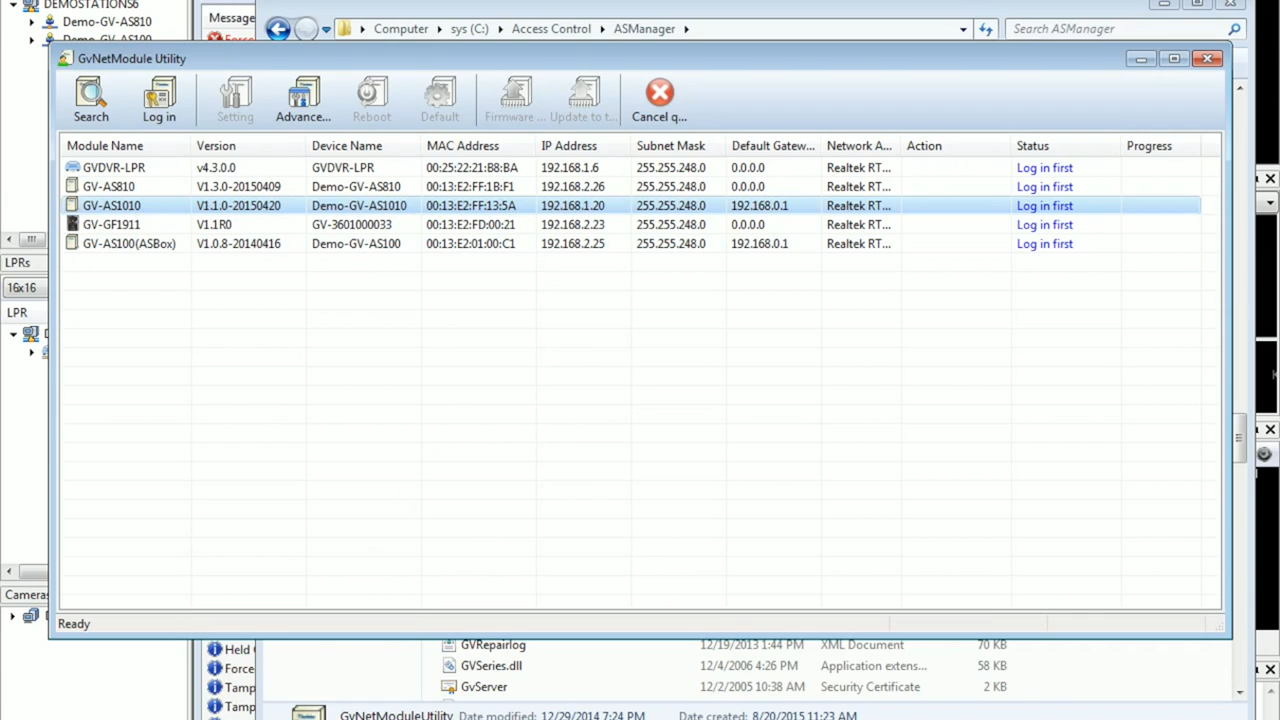 DEMOSTATIONS6
Demo-GV-AS810
Demo-GV-AS100
Message
Force
Computer sys (C:) Access Control ASManager
Search ASManager
GvNetModule Utility
Search Log in Setting Advance... Reboot Default Firmware ... Update to t... Cancel q...
Module Name Version Device Name MAC Address IP Address Subnet Mask Default Gatew... Network A... Action Status Progress
GVDVR-LPR v4.3.0.0 GVDVR-LPR 00:25:22:21:B8:BA 192.168.1.6 255.255.248.0 0.0.0.0 Realtek RT... Log in first
GV-AS810 V1.3.0-20150409 Demo-GV-AS810 00:13:E2:FF:1B:F1 192.168.2.26 255.255.248.0 0.0.0.0 Realtek RT... Log in first
GV-AS1010 V1.1.0-20150420 Demo-GV-AS1010 00:13:E2:FF:13:5A 192.168.1.20 255.255.248.0 192.168.0.1 Realtek RT... Log in first
GV-GF1911 V1.1R0 GV-3601000033 00:13:E2:FD:00:21 192.168.2.23 255.255.248.0 0.0.0.0 Realtek RT... Log in first
GV-AS100(ASBox) V1.0.8-20140416 Demo-GV-AS100 00:13:E2:01:00:C1 192.168.2.25 255.255.248.0 192.168.0.1 Realtek RT... Log in first
LPRs
16x16
LPR
Cameras
Ready
Held
Force
Tamp
Tamp
GVRepairlog 12/19/2013 1:44 PM XML Document 70 KB
GVSeries.dll 12/4/2006 4:26 PM Application extens... 58 KB
GvServer 12/2/2005 10:38 AM Security Certificate 2 KB
GvNetModuleUtility Date modified: 12/29/2014 7:24 PM Date created: 8/20/2015 11:23 AM